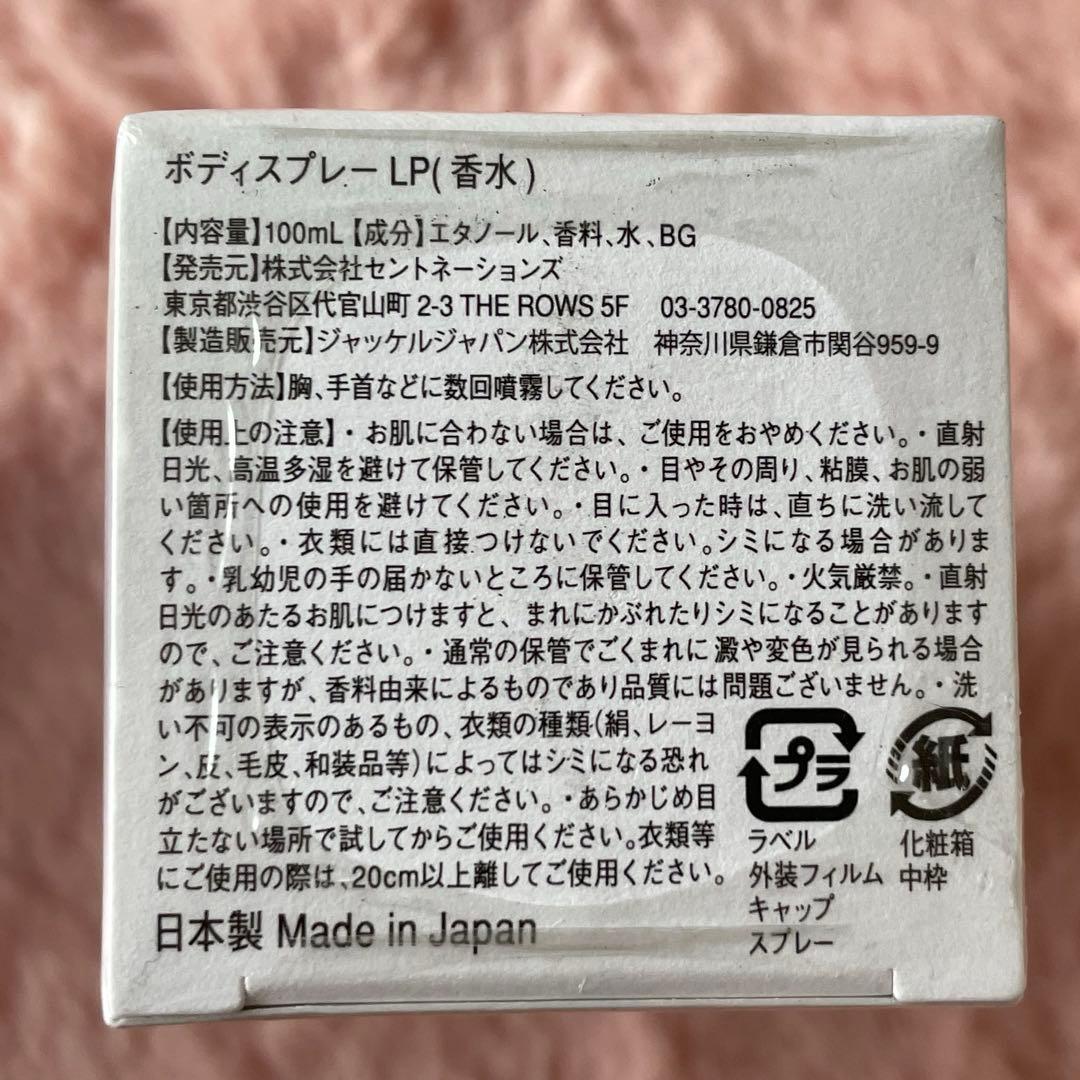 ボディスプレー LP( 香水 )
【内容量】100mL 【成分】エタノール、香料、水、BG
【発売元】株式会社セントネーションズ
東京都渋谷区代官山町 2-3 THE ROWS 5F 03-3780-0825
【製造販売元】ジャッケルジャパン株式会社 神奈川県鎌倉市関谷959-9
【使用方法】胸、手首などに数回噴霧してください。
【使用上の注意】・お肌に合わない場合は、ご使用をおやめください。・直射
日光、高温多湿を避けて保管してください。・目やその周り、粘膜、お肌の弱
い箇所への使用を避けてください。・目に入った時は、直ちに洗い流して
ください。・衣類には直接つけないでください。シミになる場合がありま
す。・乳幼児の手の届かないところに保管してください。・火気厳禁。・直射
日光のあたるお肌につけますと、まれにかぶれたりシミになることがあります
ので、ご注意ください。・通常の保管でごくまれに澱や変色が見られる場合
がありますが、香料由来によるものであり品質には問題ございません。・洗
い不可の表示のあるもの、衣類の種類(絹、レーヨ
ン、皮、毛皮、和装品等)によってはシミになる恐れ
がございますので、ご注意ください。・あらかじめ目
立たない場所で試してからご使用ください。衣類等
にご使用の際は、20cm以上離してご使用ください。
日本製 Made in Japan
プラ
ラベル
外装フィルム
キャップ
スプレー
紙
化粧箱
中枠